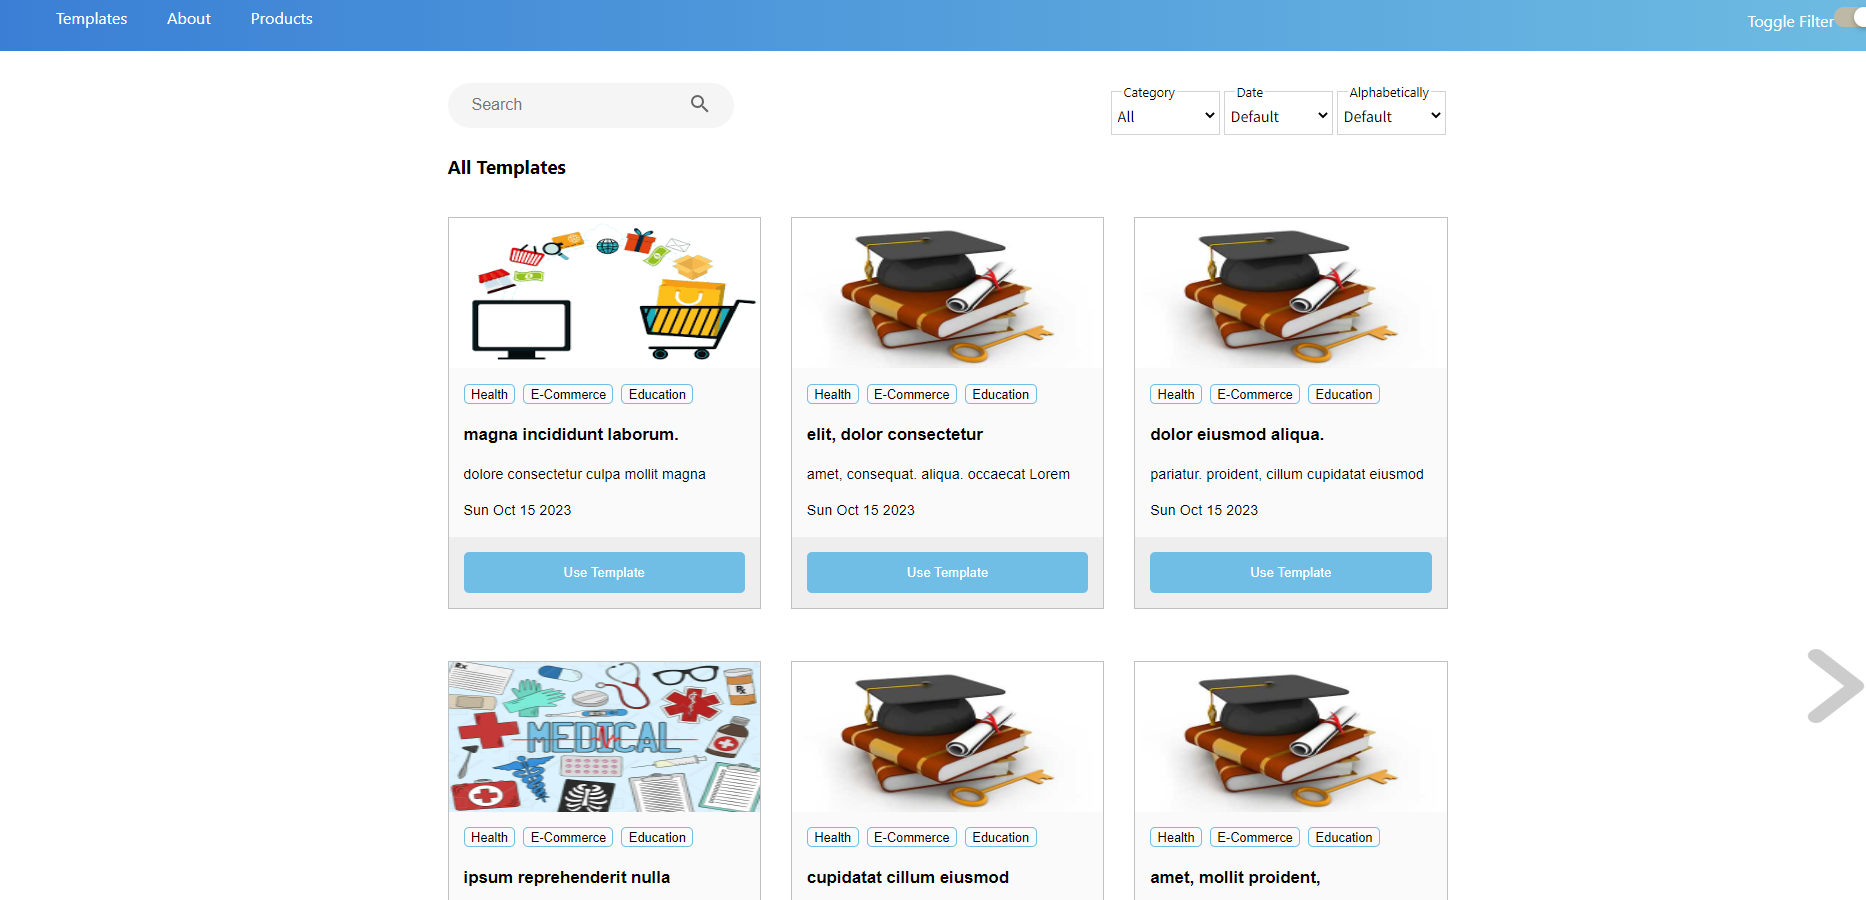 Templates About Products Toggle Filter
Search
Category Date Alphabetically
All Default Default
All Templates
Health E-Commerce Education
magna incididunt laborum.
dolore consectetur culpa mollit magna
Sun Oct 15 2023
Use Template
Health E-Commerce Education
elit, dolor consectetur
amet, consequat. aliqua. occaecat Lorem
Sun Oct 15 2023
Use Template
Health E-Commerce Education
dolor eiusmod aliqua.
pariatur. proident, cillum cupidatat eiusmod
Sun Oct 15 2023
Use Template
Rx
Rx
MEDICAL
Health E-Commerce Education
ipsum reprehenderit nulla
Health E-Commerce Education
cupidatat cillum eiusmod
Health E-Commerce Education
amet, mollit proident,